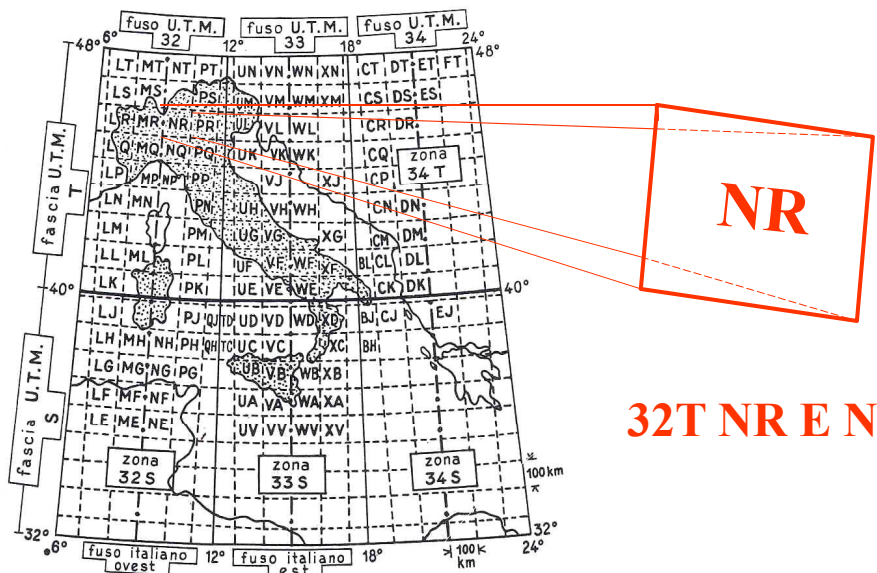 fuso U.T.M. 32
fuso U.T.M. 33
fuso U.T.M. 34
48° 6° 12° 18° 24° 48°
LT MT NT PT UN VN WN XN CT DT ET FT
LS MS PS UM VM WM XM CS DS ES
LR MR NR PR UL VL WL CR DR
LQ MQ NQ PQ UK VK WK CQ
zona 34 T
LP MP NP PP VJ XJ CP
LN MN PN UH VH WH CN DN
LM PM UG VG XG CM DM
LL ML PL UF VF WF XF BL CL DL
LK PK UE VE WE CK DK
40° 40°
LJ PJ QJ TD UD VD WD XD BJ CJ EJ
LH MH NH PH QH TC UC VC XC BH
LG MG NG PG UB VB WB XB
LF MF NF UA VA WA XA
LE ME NE UV VV WV XV
zona 32 S
zona 33 S
zona 34 S
100 km
32° 32°
6° 12° 18° 24°
fuso italiano ovest
fuso italiano est
100 km
fascia U.T.M. T
fascia U.T.M. S
NR
32T NR E N